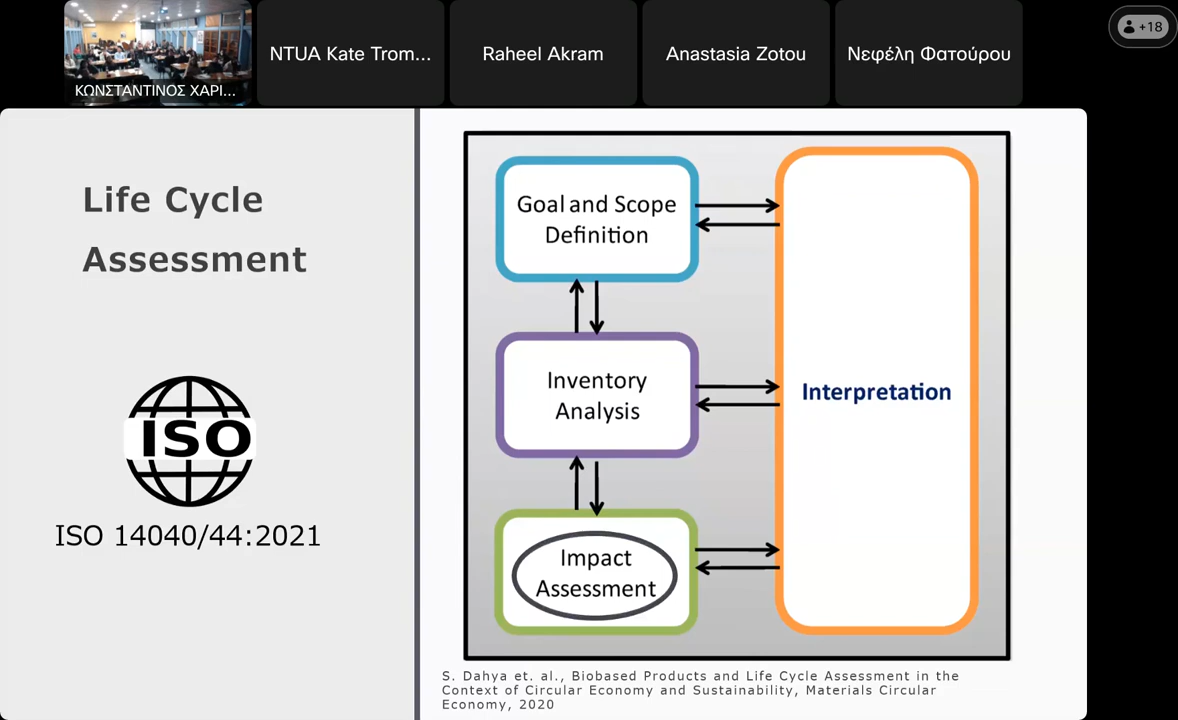 ΚΩΝΣΤΑΝΤΙΝΟΣ ΧΑΡΙ...
NTUA Kate Trom...
Raheel Akram
Anastasia Zotou
Νεφέλη Φατούρου
+18
Life Cycle
Assessment
ISO
ISO 14040/44:2021
Goal and Scope
Definition
Inventory
Analysis
Impact
Assessment
Interpretation
S. Dahya et. al., Biobased Products and Life Cycle Assessment in the
Context of Circular Economy and Sustainability, Materials Circular
Economy, 2020